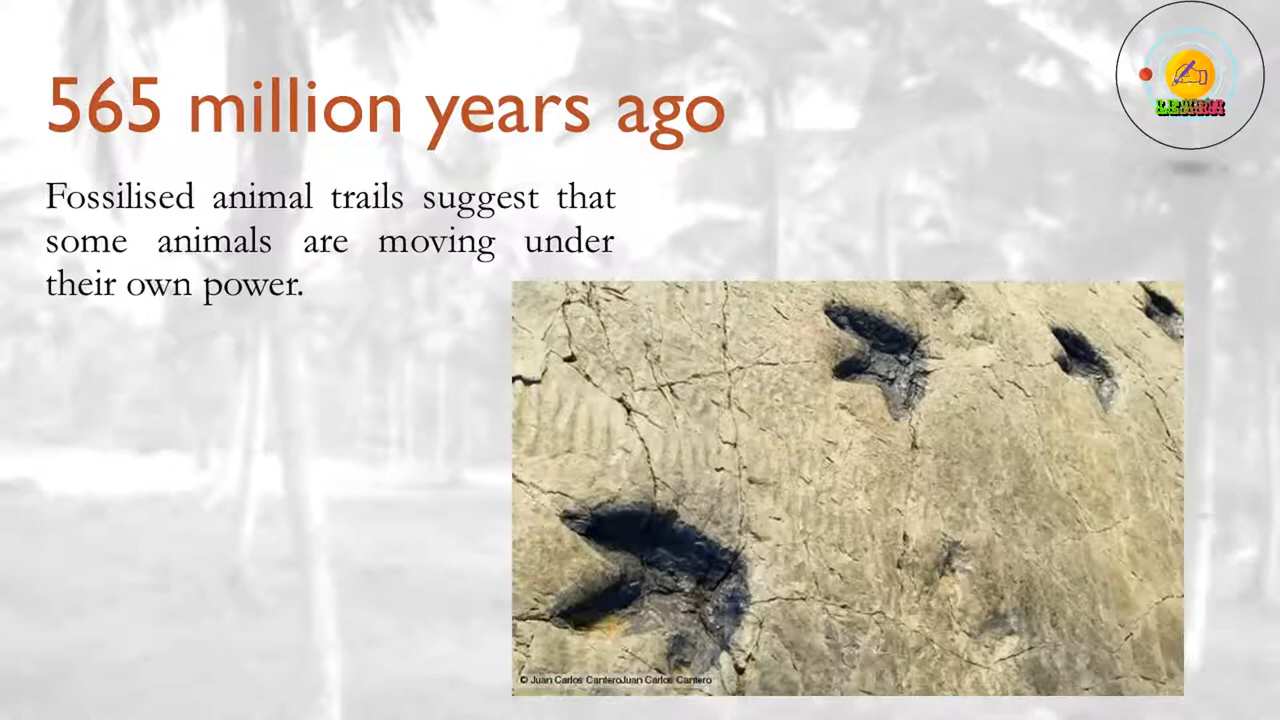 565 million years ago
Fossilised animal trails suggest that
some animals are moving under
their own power.
© Juan Carlos CanteroJuan Carlos Cantero